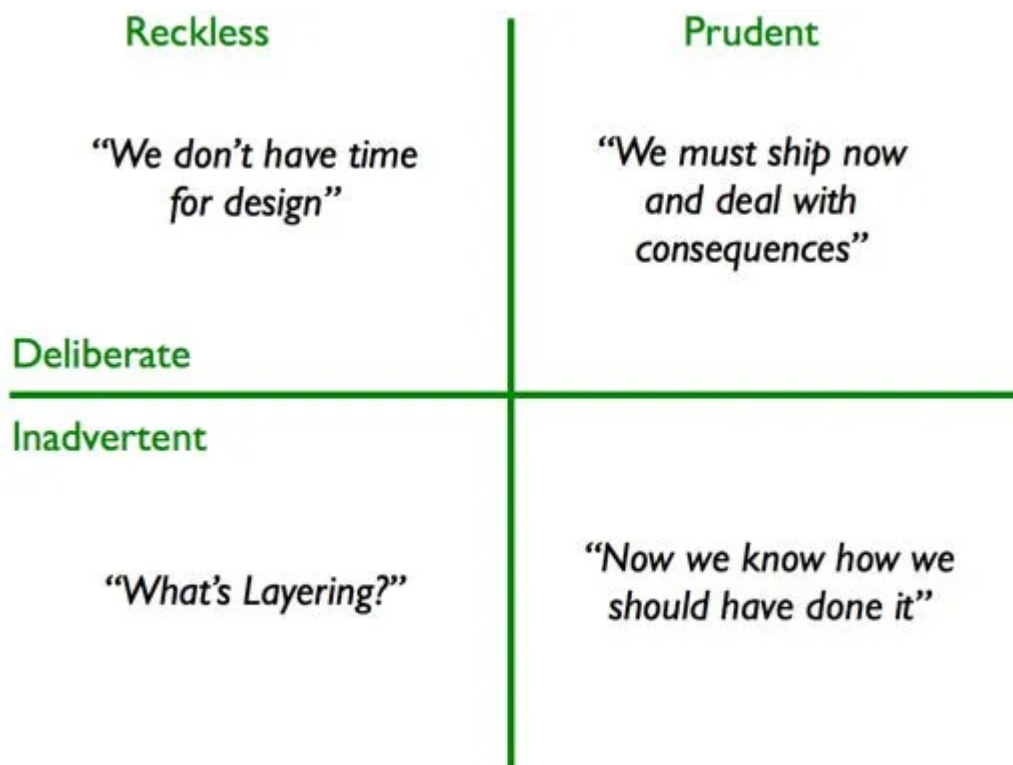 Reckless
Prudent
“We don’t have time
for design”
“We must ship now
and deal with
consequences”
Deliberate
Inadvertent
“What’s Layering?”
“Now we know how we
should have done it”